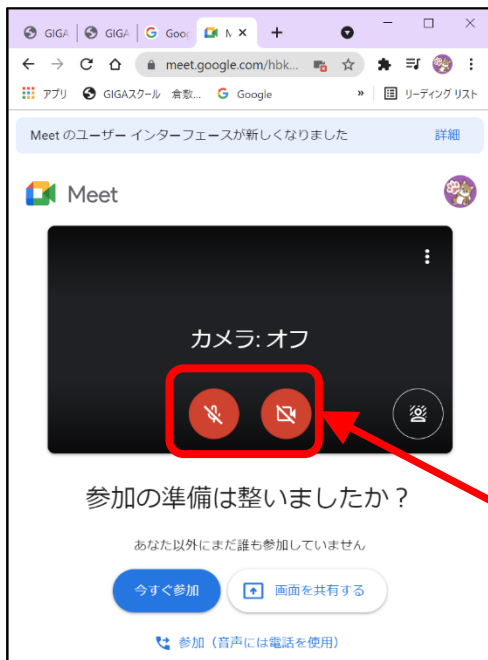 GIGA GIGA Goo
meet.google.com/hbk...
アプリ GIGAスクール 倉敷... Google » リーディング リスト
Meet のユーザー インターフェースが新しくなりました 詳細
Meet
カメラ: オフ
参加の準備は整いましたか？
あなた以外にまだ誰も参加していません
今すぐ参加 画面を共有する
参加（音声には電話を使用）